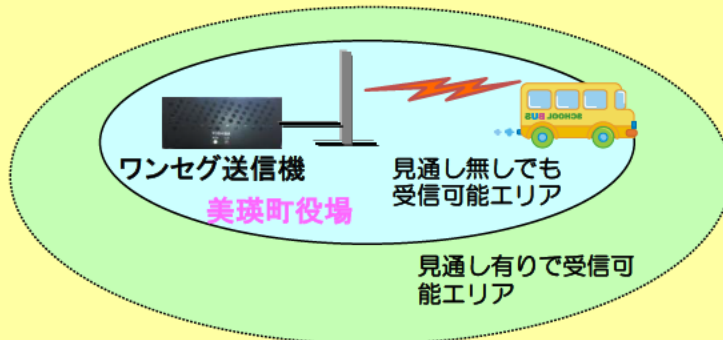 SCHOOL BUS
ワンセグ送信機
美瑛町役場
見通し無しでも
受信可能エリア
見通し有りで受信可
能エリア